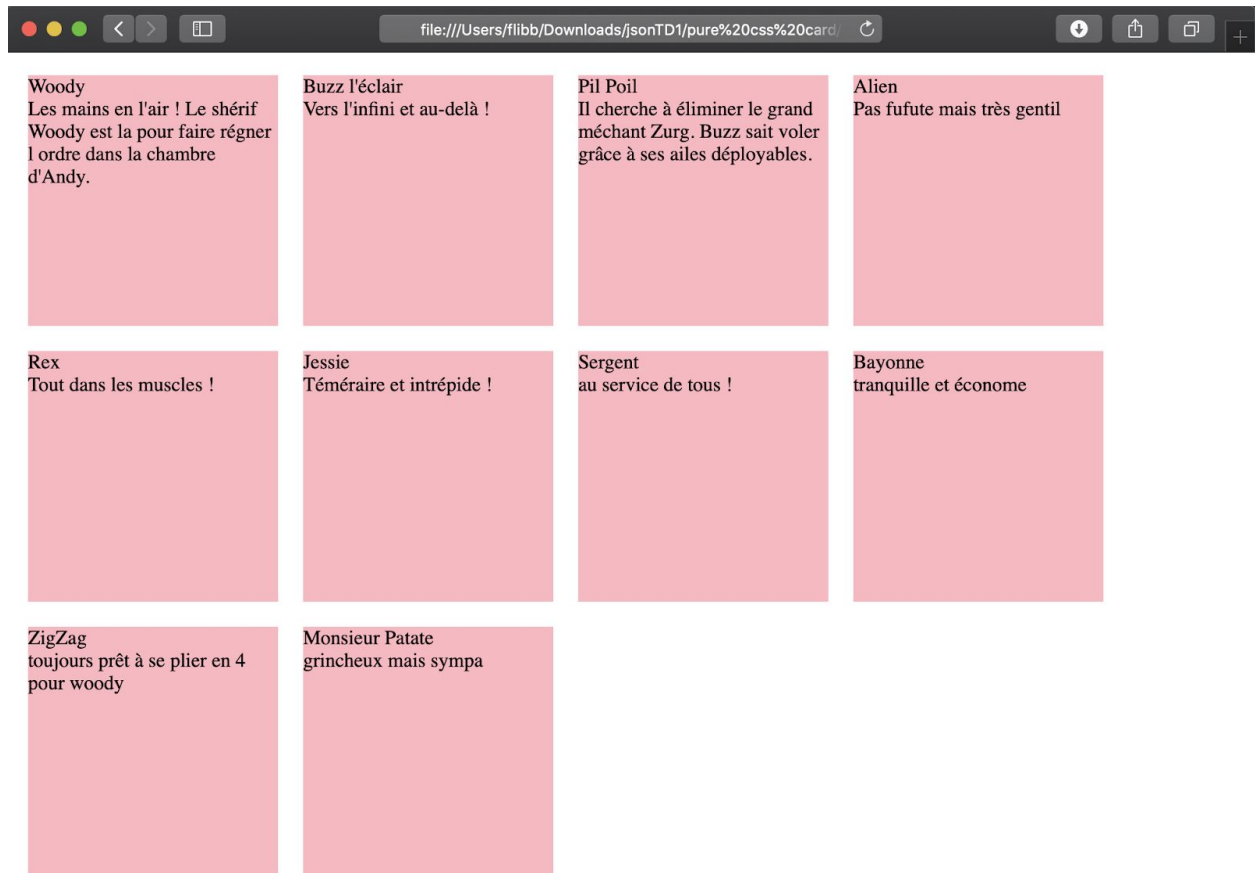 file:///Users/flibb/Downloads/jsonTD1/pure%20css%20card/
Woody
Les mains en l'air ! Le shérif
Woody est la pour faire régner
l ordre dans la chambre
d'Andy.
Buzz l'éclair
Vers l'infini et au-delà !
Pil Poil
Il cherche à éliminer le grand
méchant Zurg. Buzz sait voler
grâce à ses ailes déployables.
Alien
Pas fufute mais très gentil
Rex
Tout dans les muscles !
Jessie
Téméraire et intrépide !
Sergent
au service de tous !
Bayonne
tranquille et économe
ZigZag
toujours prêt à se plier en 4
pour woody
Monsieur Patate
grincheux mais sympa